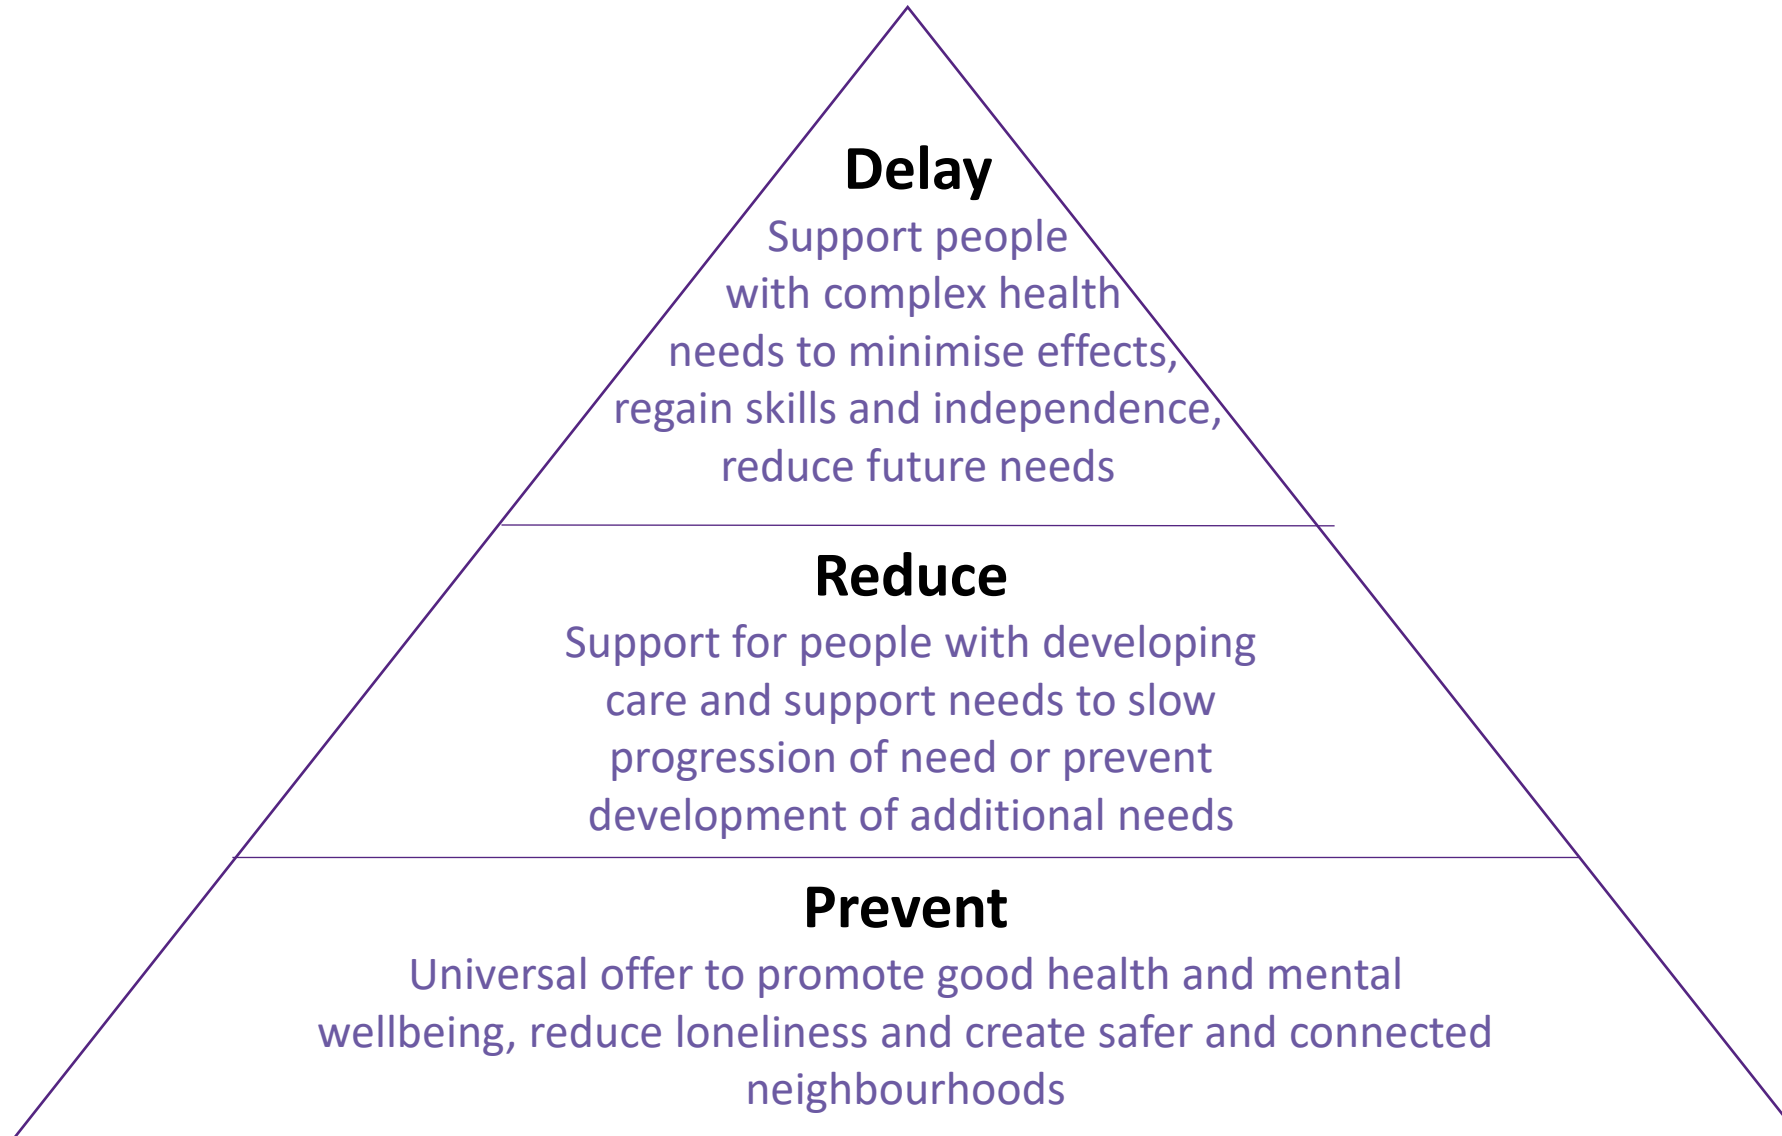 Delay
Support people
with complex health
needs to minimise effects,
regain skills and independence,
reduce future needs
Reduce
Support for people with developing
care and support needs to slow
progression of need or prevent
development of additional needs
Prevent
Universal offer to promote good health and mental
wellbeing, reduce loneliness and create safer and connected
neighbourhoods